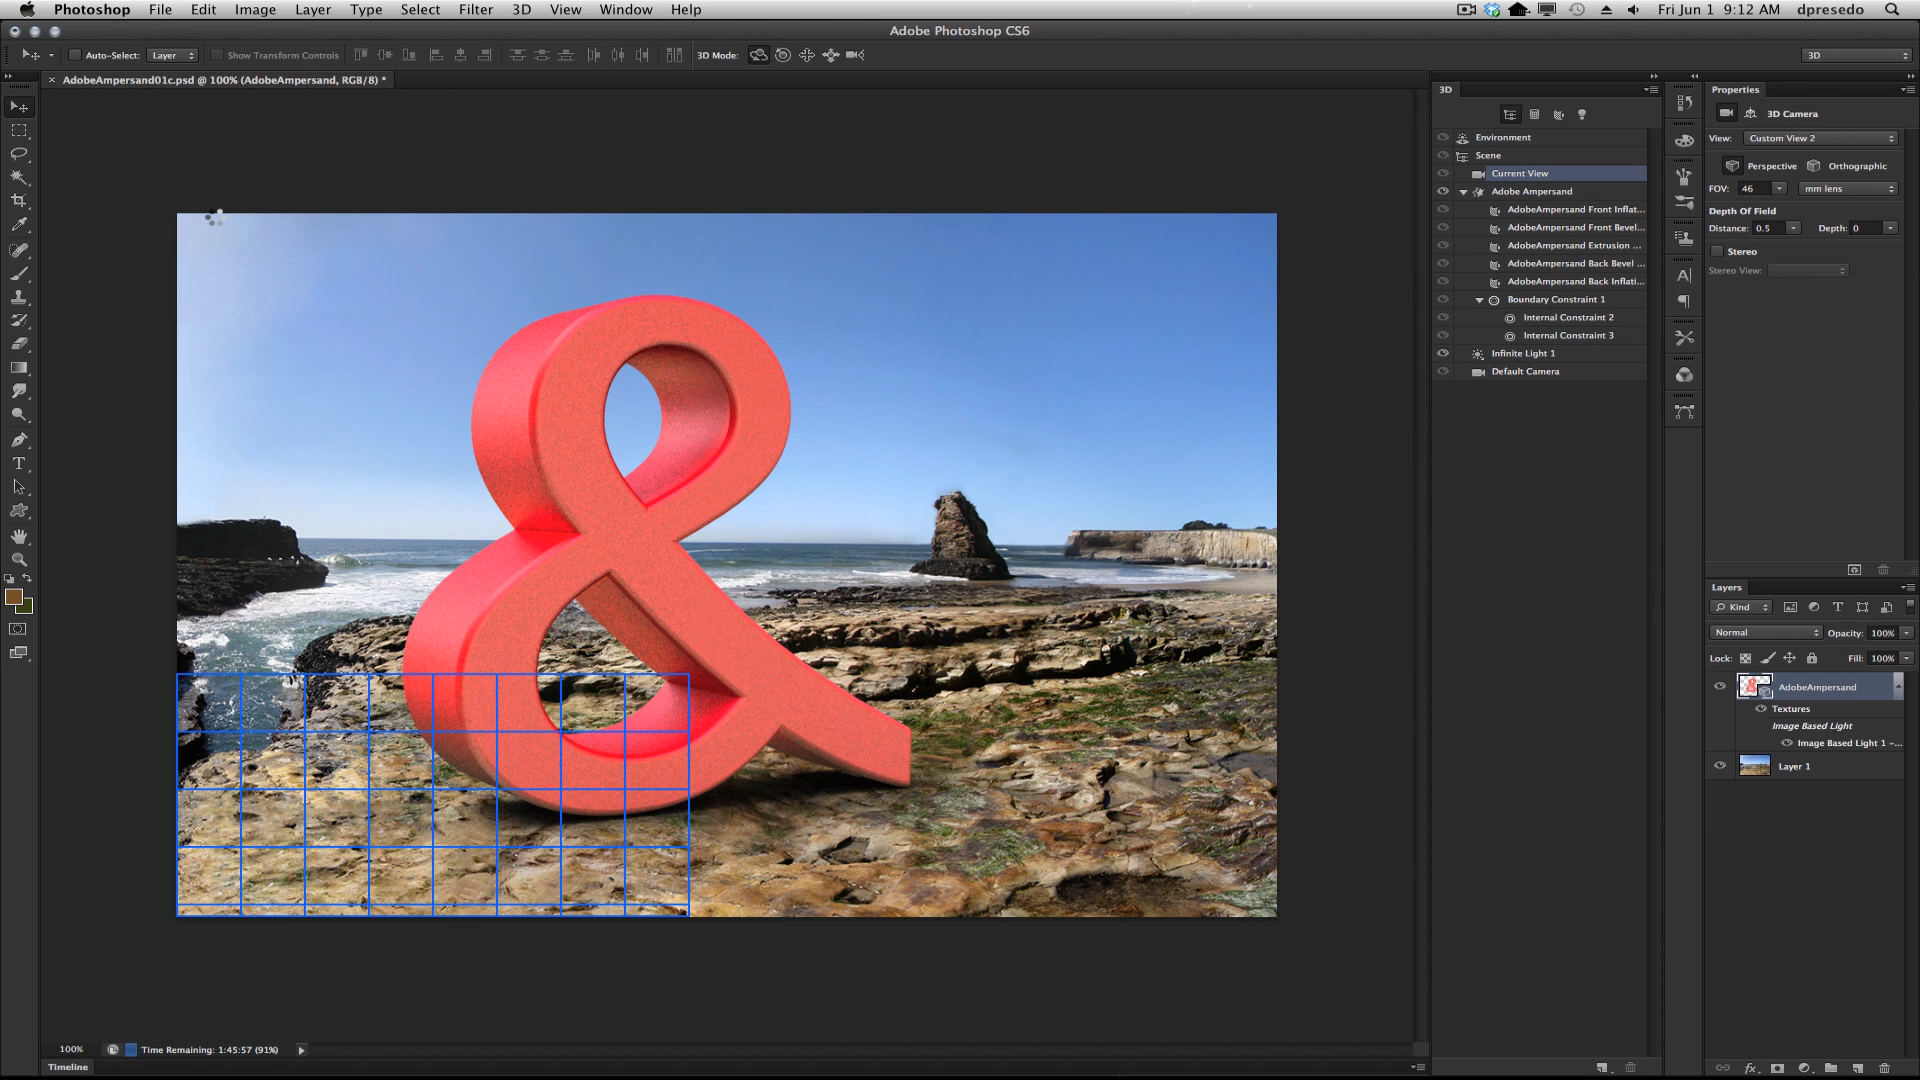 Photoshop File Edit Image Layer Type Select Filter 3D View Window Help Fri Jun 1 9:12 AM dpresedo
Adobe Photoshop CS6
Auto-Select: Layer Show Transform Controls 3D Mode: 3D
AdobeAmpersand01c.psd @ 100% (AdobeAmpersand, RGB/8) *
3D
Environment
Scene
Current View
Adobe Ampersand
AdobeAmpersand Front Inflat...
AdobeAmpersand Front Bevel...
AdobeAmpersand Extrusion ...
AdobeAmpersand Back Bevel ...
AdobeAmpersand Back Inflati...
Boundary Constraint 1
Internal Constraint 2
Internal Constraint 3
Infinite Light 1
Default Camera
Properties
3D Camera
View: Custom View 2
Perspective Orthographic
FOV: 46 mm lens
Depth Of Field
Distance: 0.5 Depth: 0
Stereo
Stereo View:
&
Layers
Kind
Normal Opacity: 100%
Lock: Fill: 100%
AdobeAmpersand
Textures
Image Based Light
Image Based Light 1 -...
Layer 1
100% Time Remaining: 1:45:57 (91%)
Timeline